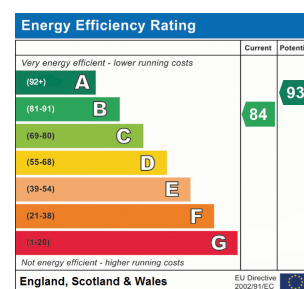 Energy Efficiency Rating
Current Potenti
Very energy efficient - lower running costs
(92+) A
93
(81-91) B
84
(69-80) C
(55-68) D
(39-54) E
(21-38) F
(1-20) G
Not energy efficient - higher running costs
England, Scotland & Wales
EU Directive
2002/91/EC